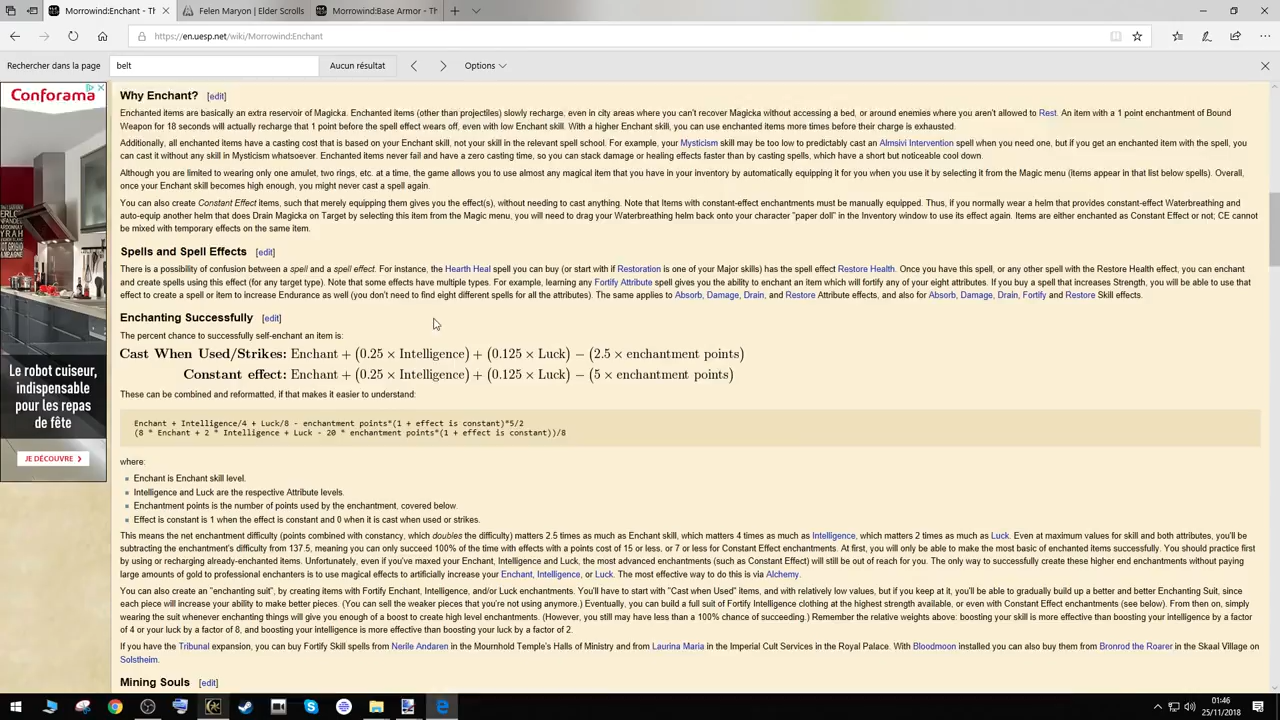 Morrowind:Enchant - Th
Felen Maryon | Elder Scrolls
Morrowind:Base Armor - Th
https://en.uesp.net/wiki/Morrowind:Enchant
Rechercher dans la page
belt
Aucun résultat
Options
Conforama
Le robot cuiseur,
indispensable
pour les repas
de fête
JE DÉCOUVRE
Why Enchant? [edit]
Enchanted items are basically an extra reservoir of Magicka. Enchanted items (other than projectiles) slowly recharge, even in city areas where you can't recover Magicka without accessing a bed, or around enemies where you aren't allowed to Rest. An item with a 1 point enchantment of Bound
Weapon for 18 seconds will actually recharge that 1 point before the spell effect wears off, even with low Enchant skill. With a higher Enchant skill, you can use enchanted items more times before their charge is exhausted.
Additionally, all enchanted items have a casting cost that is based on your Enchant skill, not your skill in the relevant spell school. For example, your Mysticism skill may be too low to predictably cast an Almsivi Intervention spell when you need one, but if you get an enchanted item with the spell, you
can cast it without any skill in Mysticism whatsoever. Enchanted items never fail and have a zero casting time, so you can stack damage or healing effects faster than by casting spells, which have a short but noticeable cool down.
Although you are limited to wearing only one amulet, two rings, etc. at a time, the game allows you to use almost any magical item that you have in your inventory by automatically equipping it for you when you use it by selecting it from the Magic menu (items appear in that list below spells). Overall,
once your Enchant skill becomes high enough, you might never cast a spell again.
You can also create Constant Effect items, such that merely equipping them gives you the effect(s), without needing to cast anything. Note that Items with constant-effect enchantments must be manually equipped. Thus, if you normally wear a helm that provides constant-effect Waterbreathing and
auto-equip another helm that does Drain Magicka on Target by selecting this item from the Magic menu, you will need to drag your Waterbreathing helm back onto your character "paper doll" in the Inventory window to use its effect again. Items are either enchanted as Constant Effect or not; CE cannot
be mixed with temporary effects on the same item.
Spells and Spell Effects [edit]
There is a possibility of confusion between a spell and a spell effect. For instance, the Hearth Heal spell you can buy (or start with if Restoration is one of your Major skills) has the spell effect Restore Health. Once you have this spell, or any other spell with the Restore Health effect, you can enchant
and create spells using this effect (for any target type). Note that some effects have multiple types. For example, learning any Fortify Attribute spell gives you the ability to enchant an item which will fortify any of your eight attributes. If you buy a spell that increases Strength, you will be able to use that
effect to create a spell or item to increase Endurance as well (you don't need to find eight different spells for all the attributes). The same applies to Absorb, Damage, Drain, and Restore Attribute effects, and also for Absorb, Damage, Drain, Fortify and Restore Skill effects.
Enchanting Successfully [edit]
The percent chance to successfully self-enchant an item is:
Cast When Used/Strikes: Enchant + (0.25 × Intelligence) + (0.125 × Luck) − (2.5 × enchantment points)
Constant effect: Enchant + (0.25 × Intelligence) + (0.125 × Luck) − (5 × enchantment points)
These can be combined and reformatted, if that makes it easier to understand:
Enchant + Intelligence/4 + Luck/8 - enchantment points*(1 + effect is constant)*5/2
(8 * Enchant + 2 * Intelligence + Luck - 20 * enchantment points*(1 + effect is constant))/8
where:
Enchant is Enchant skill level.
Intelligence and Luck are the respective Attribute levels.
Enchantment points is the number of points used by the enchantment, covered below.
Effect is constant is 1 when the effect is constant and 0 when it is cast when used or strikes.
This means the net enchantment difficulty (points combined with constancy, which doubles the difficulty) matters 2.5 times as much as Enchant skill, which matters 4 times as much as Intelligence, which matters 2 times as much as Luck. Even at maximum values for skill and both attributes, you'll be
subtracting the enchantment's difficulty from 137.5, meaning you can only succeed 100% of the time with effects with a points cost of 15 or less, or 7 or less for Constant Effect enchantments. At first, you will only be able to make the most basic of enchanted items successfully. You should practice first
by using or recharging already-enchanted items. Unfortunately, even if you've maxed your Enchant, Intelligence and Luck, the most advanced enchantments (such as Constant Effect) will still be out of reach for you. The only way to successfully create these higher end enchantments without paying
large amounts of gold to professional enchanters is to use magical effects to artificially increase your Enchant, Intelligence, or Luck. The most effective way to do this is via Alchemy.
You can also create an "enchanting suit", by creating items with Fortify Enchant, Intelligence, and/or Luck enchantments. You'll have to start with "Cast when Used" items, and with relatively low values, but if you keep at it, you'll be able to gradually build up a better and better Enchanting Suit, since
each piece will increase your ability to make better pieces. (You can sell the weaker pieces that you're not using anymore.) Eventually, you can build a full suit of Fortify Intelligence clothing at the highest strength available, or even with Constant Effect enchantments (see below). From then on, simply
wearing the suit whenever enchanting things will give you enough of a boost to create high level enchantments. (However, you still may have less than a 100% chance of succeeding.) Remember the relative weights above: boosting your skill is more effective than boosting your intelligence by a factor
of 4 or your luck by a factor of 8, and boosting your intelligence is more effective than boosting your luck by a factor of 2.
If you have the Tribunal expansion, you can buy Fortify Skill spells from Nerile Andaren in the Mournhold Temple's Halls of Ministry and from Laurina Maria in the Imperial Cult Services in the Royal Palace. With Bloodmoon installed you can also buy them from Bronrod the Roarer in the Skaal Village on
Solstheim.
Mining Souls [edit]
01:46
25/11/2018